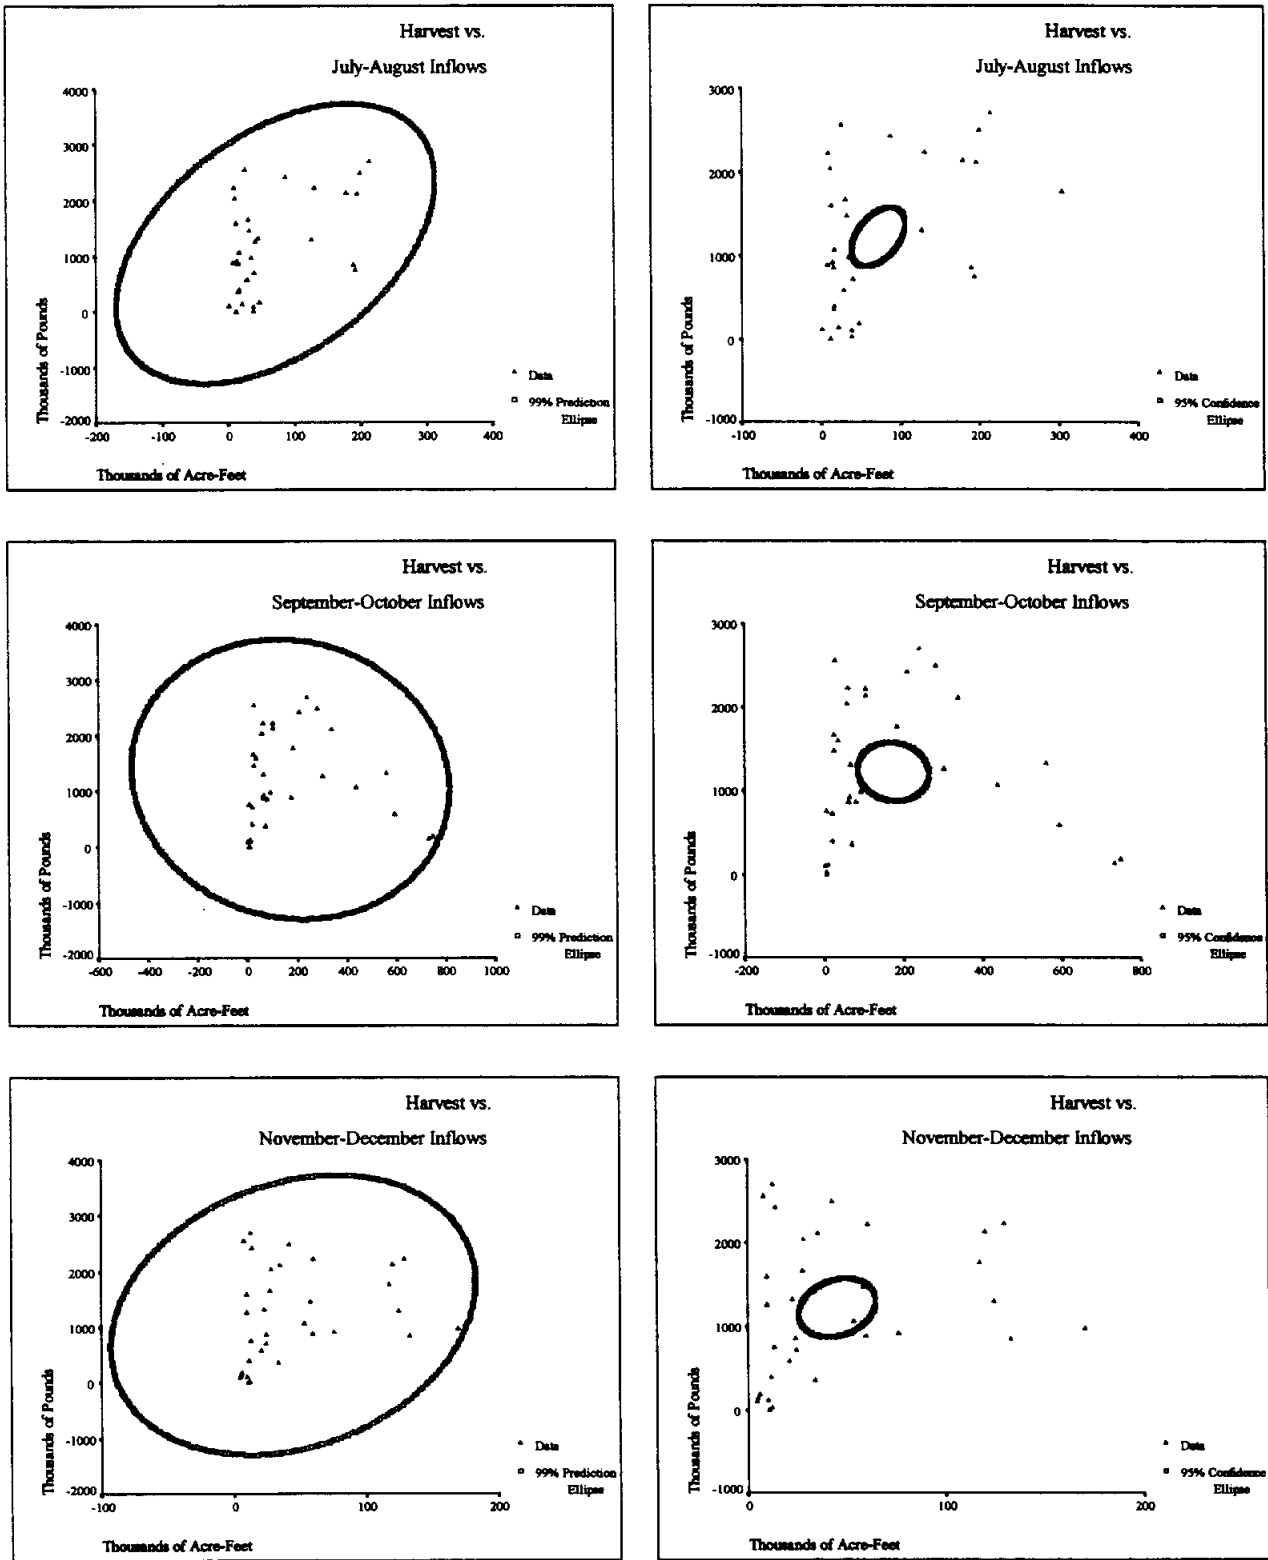 Harvest vs.
July-August Inflows
4000
3000
2000
1000
0
-1000
-2000
-200
-100
0
100
200
300
400
Thousands of Pounds
Thousands of Acre-Feet
Data
99% Prediction
Ellipse
Harvest vs.
July-August Inflows
3000
2000
1000
0
-1000
-100
0
100
200
300
400
Thousands of Pounds
Thousands of Acre-Feet
Data
95% Confidence
Ellipse
Harvest vs.
September-October Inflows
4000
3000
2000
1000
0
-1000
-2000
-600
-400
-200
0
200
400
600
800
1000
Thousands of Pounds
Thousands of Acre-Feet
Data
99% Prediction
Ellipse
Harvest vs.
September-October Inflows
3000
2000
1000
0
-1000
-200
0
200
400
600
800
Thousands of Pounds
Thousands of Acre-Feet
Data
95% Confidence
Ellipse
Harvest vs.
November-December Inflows
4000
3000
2000
1000
0
-1000
-2000
-100
0
100
200
Thousands of Pounds
Thousands of Acre-Feet
Data
99% Prediction
Ellipse
Harvest vs.
November-December Inflows
3000
2000
1000
0
-1000
0
100
200
Thousands of Pounds
Thousands of Acre-Feet
Data
95% Confidence
Ellipse